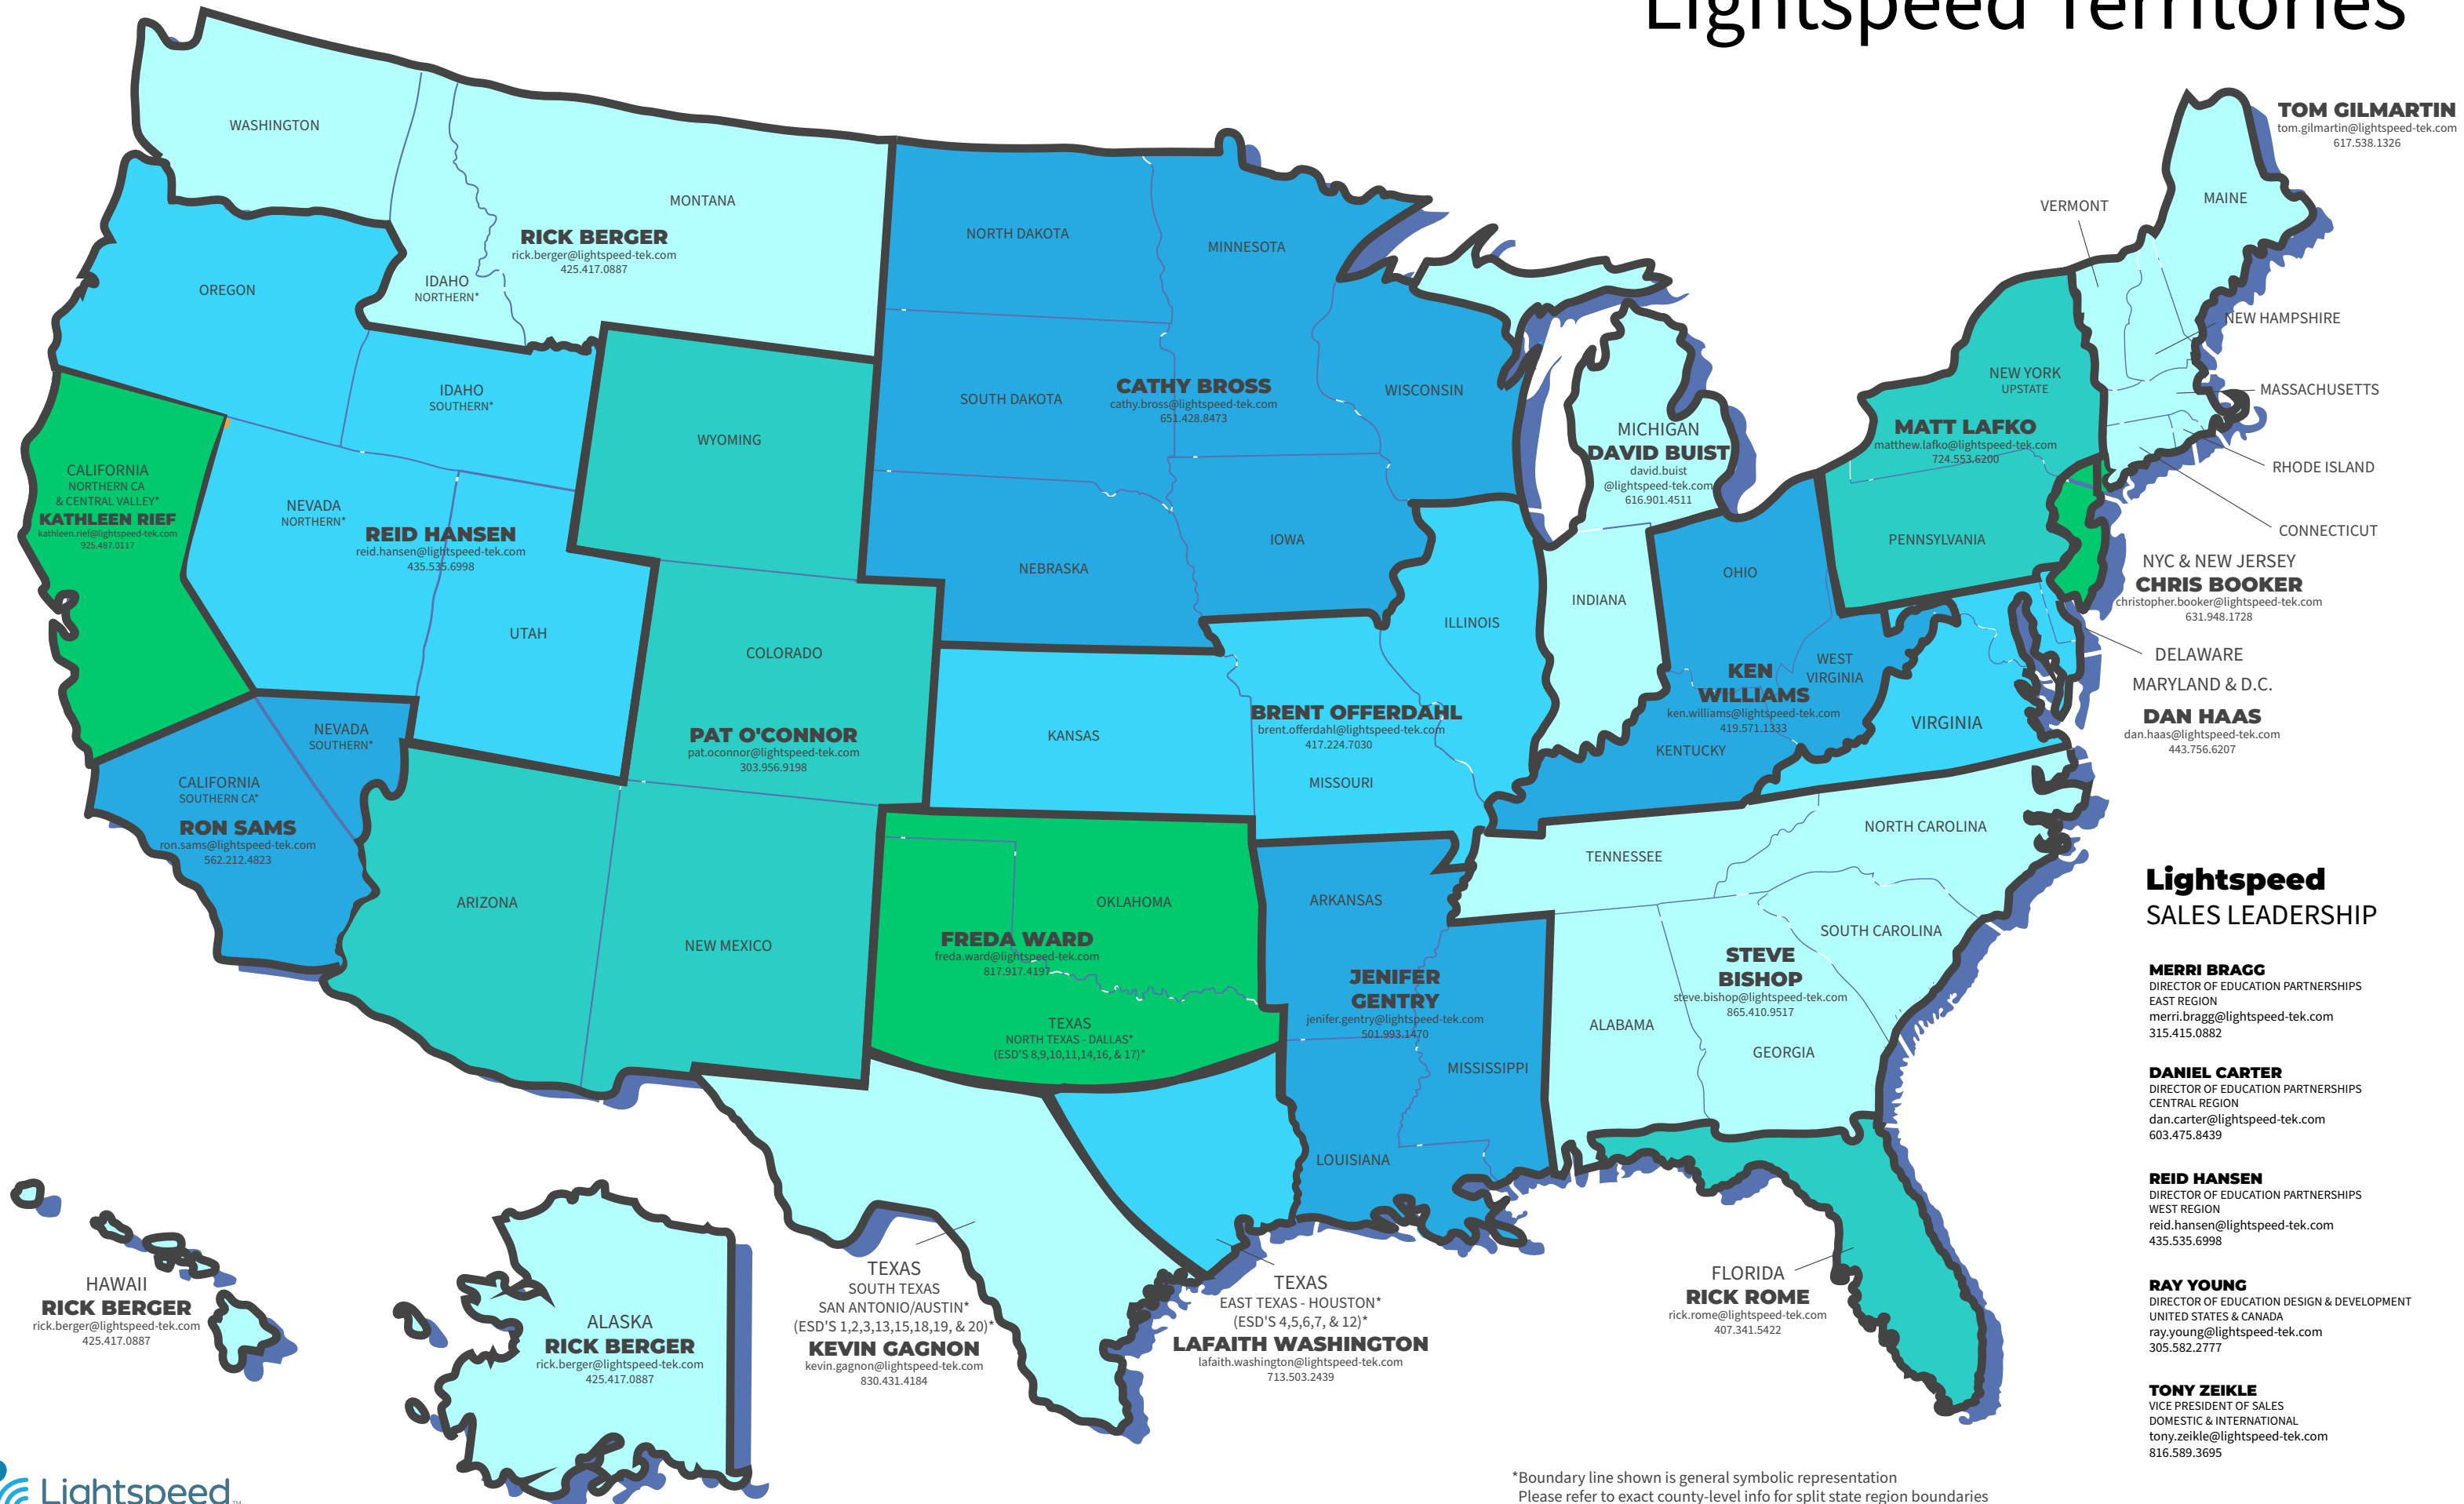 Lightspeed Territories
WASHINGTON
MONTANA
RICK BERGER
rick.berger@lightspeed-tek.com
425.417.0887
IDAHO
NORTHERN*
OREGON
IDAHO
SOUTHERN*
CALIFORNIA
NORTHERN CA
& CENTRAL VALLEY*
KATHLEEN RIEF
kathleen.rief@lightspeed-tek.com
925.487.0117
NEVADA
NORTHERN*
REID HANSEN
reid.hansen@lightspeed-tek.com
435.535.6998
UTAH
NEVADA
SOUTHERN*
CALIFORNIA
SOUTHERN CA*
RON SAMS
ron.sams@lightspeed-tek.com
562.212.4823
WYOMING
COLORADO
PAT O'CONNOR
pat.oconnor@lightspeed-tek.com
303.956.9198
ARIZONA
NEW MEXICO
NORTH DAKOTA
MINNESOTA
SOUTH DAKOTA
CATHY BROSS
cathy.bross@lightspeed-tek.com
651.428.8473
WISCONSIN
NEBRASKA
IOWA
KANSAS
ILLINOIS
BRENT OFFERDAHL
brent.offerdahl@lightspeed-tek.com
417.224.7030
MISSOURI
OKLAHOMA
FREDA WARD
freda.ward@lightspeed-tek.com
817.917.4197
TEXAS
NORTH TEXAS - DALLAS*
(ESD'S 8,9,10,11,14,16, & 17)*
ARKANSAS
JENIFER
GENTRY
jenifer.gentry@lightspeed-tek.com
501.993.1470
MISSISSIPPI
LOUISIANA
MICHIGAN
DAVID BUIST
david.buist
@lightspeed-tek.com
616.901.4511
INDIANA
OHIO
KEN
WILLIAMS
ken.williams@lightspeed-tek.com
419.571.1333
WEST
VIRGINIA
KENTUCKY
VIRGINIA
TENNESSEE
NORTH CAROLINA
SOUTH CAROLINA
STEVE
BISHOP
steve.bishop@lightspeed-tek.com
865.410.9517
ALABAMA
GEORGIA
FLORIDA
RICK ROME
rick.rome@lightspeed-tek.com
407.341.5422
NEW YORK
UPSTATE
MATT LAFKO
matthew.lafko@lightspeed-tek.com
724.553.6200
PENNSYLVANIA
TOM GILMARTIN
tom.gilmartin@lightspeed-tek.com
617.538.1326
MAINE
VERMONT
NEW HAMPSHIRE
MASSACHUSETTS
RHODE ISLAND
CONNECTICUT
NYC & NEW JERSEY
CHRIS BOOKER
christopher.booker@lightspeed-tek.com
631.948.1728
DELAWARE
MARYLAND & D.C.
DAN HAAS
dan.haas@lightspeed-tek.com
443.756.6207
HAWAII
RICK BERGER
rick.berger@lightspeed-tek.com
425.417.0887
ALASKA
RICK BERGER
rick.berger@lightspeed-tek.com
425.417.0887
TEXAS
SOUTH TEXAS
SAN ANTONIO/AUSTIN*
(ESD'S 1,2,3,13,15,18,19, & 20)*
KEVIN GAGNON
kevin.gagnon@lightspeed-tek.com
830.431.4184
TEXAS
EAST TEXAS - HOUSTON*
(ESD'S 4,5,6,7, & 12)*
LAFAITH WASHINGTON
lafaith.washington@lightspeed-tek.com
713.503.2439
Lightspeed
SALES LEADERSHIP
MERRI BRAGG
DIRECTOR OF EDUCATION PARTNERSHIPS
EAST REGION
merri.bragg@lightspeed-tek.com
315.415.0882
DANIEL CARTER
DIRECTOR OF EDUCATION PARTNERSHIPS
CENTRAL REGION
dan.carter@lightspeed-tek.com
603.475.8439
REID HANSEN
DIRECTOR OF EDUCATION PARTNERSHIPS
WEST REGION
reid.hansen@lightspeed-tek.com
435.535.6998
RAY YOUNG
DIRECTOR OF EDUCATION DESIGN & DEVELOPMENT
UNITED STATES & CANADA
ray.young@lightspeed-tek.com
305.582.2777
TONY ZEIKLE
VICE PRESIDENT OF SALES
DOMESTIC & INTERNATIONAL
tony.zeikle@lightspeed-tek.com
816.589.3695
*Boundary line shown is general symbolic representation
Please refer to exact county-level info for split state region boundaries
Lightspeed™